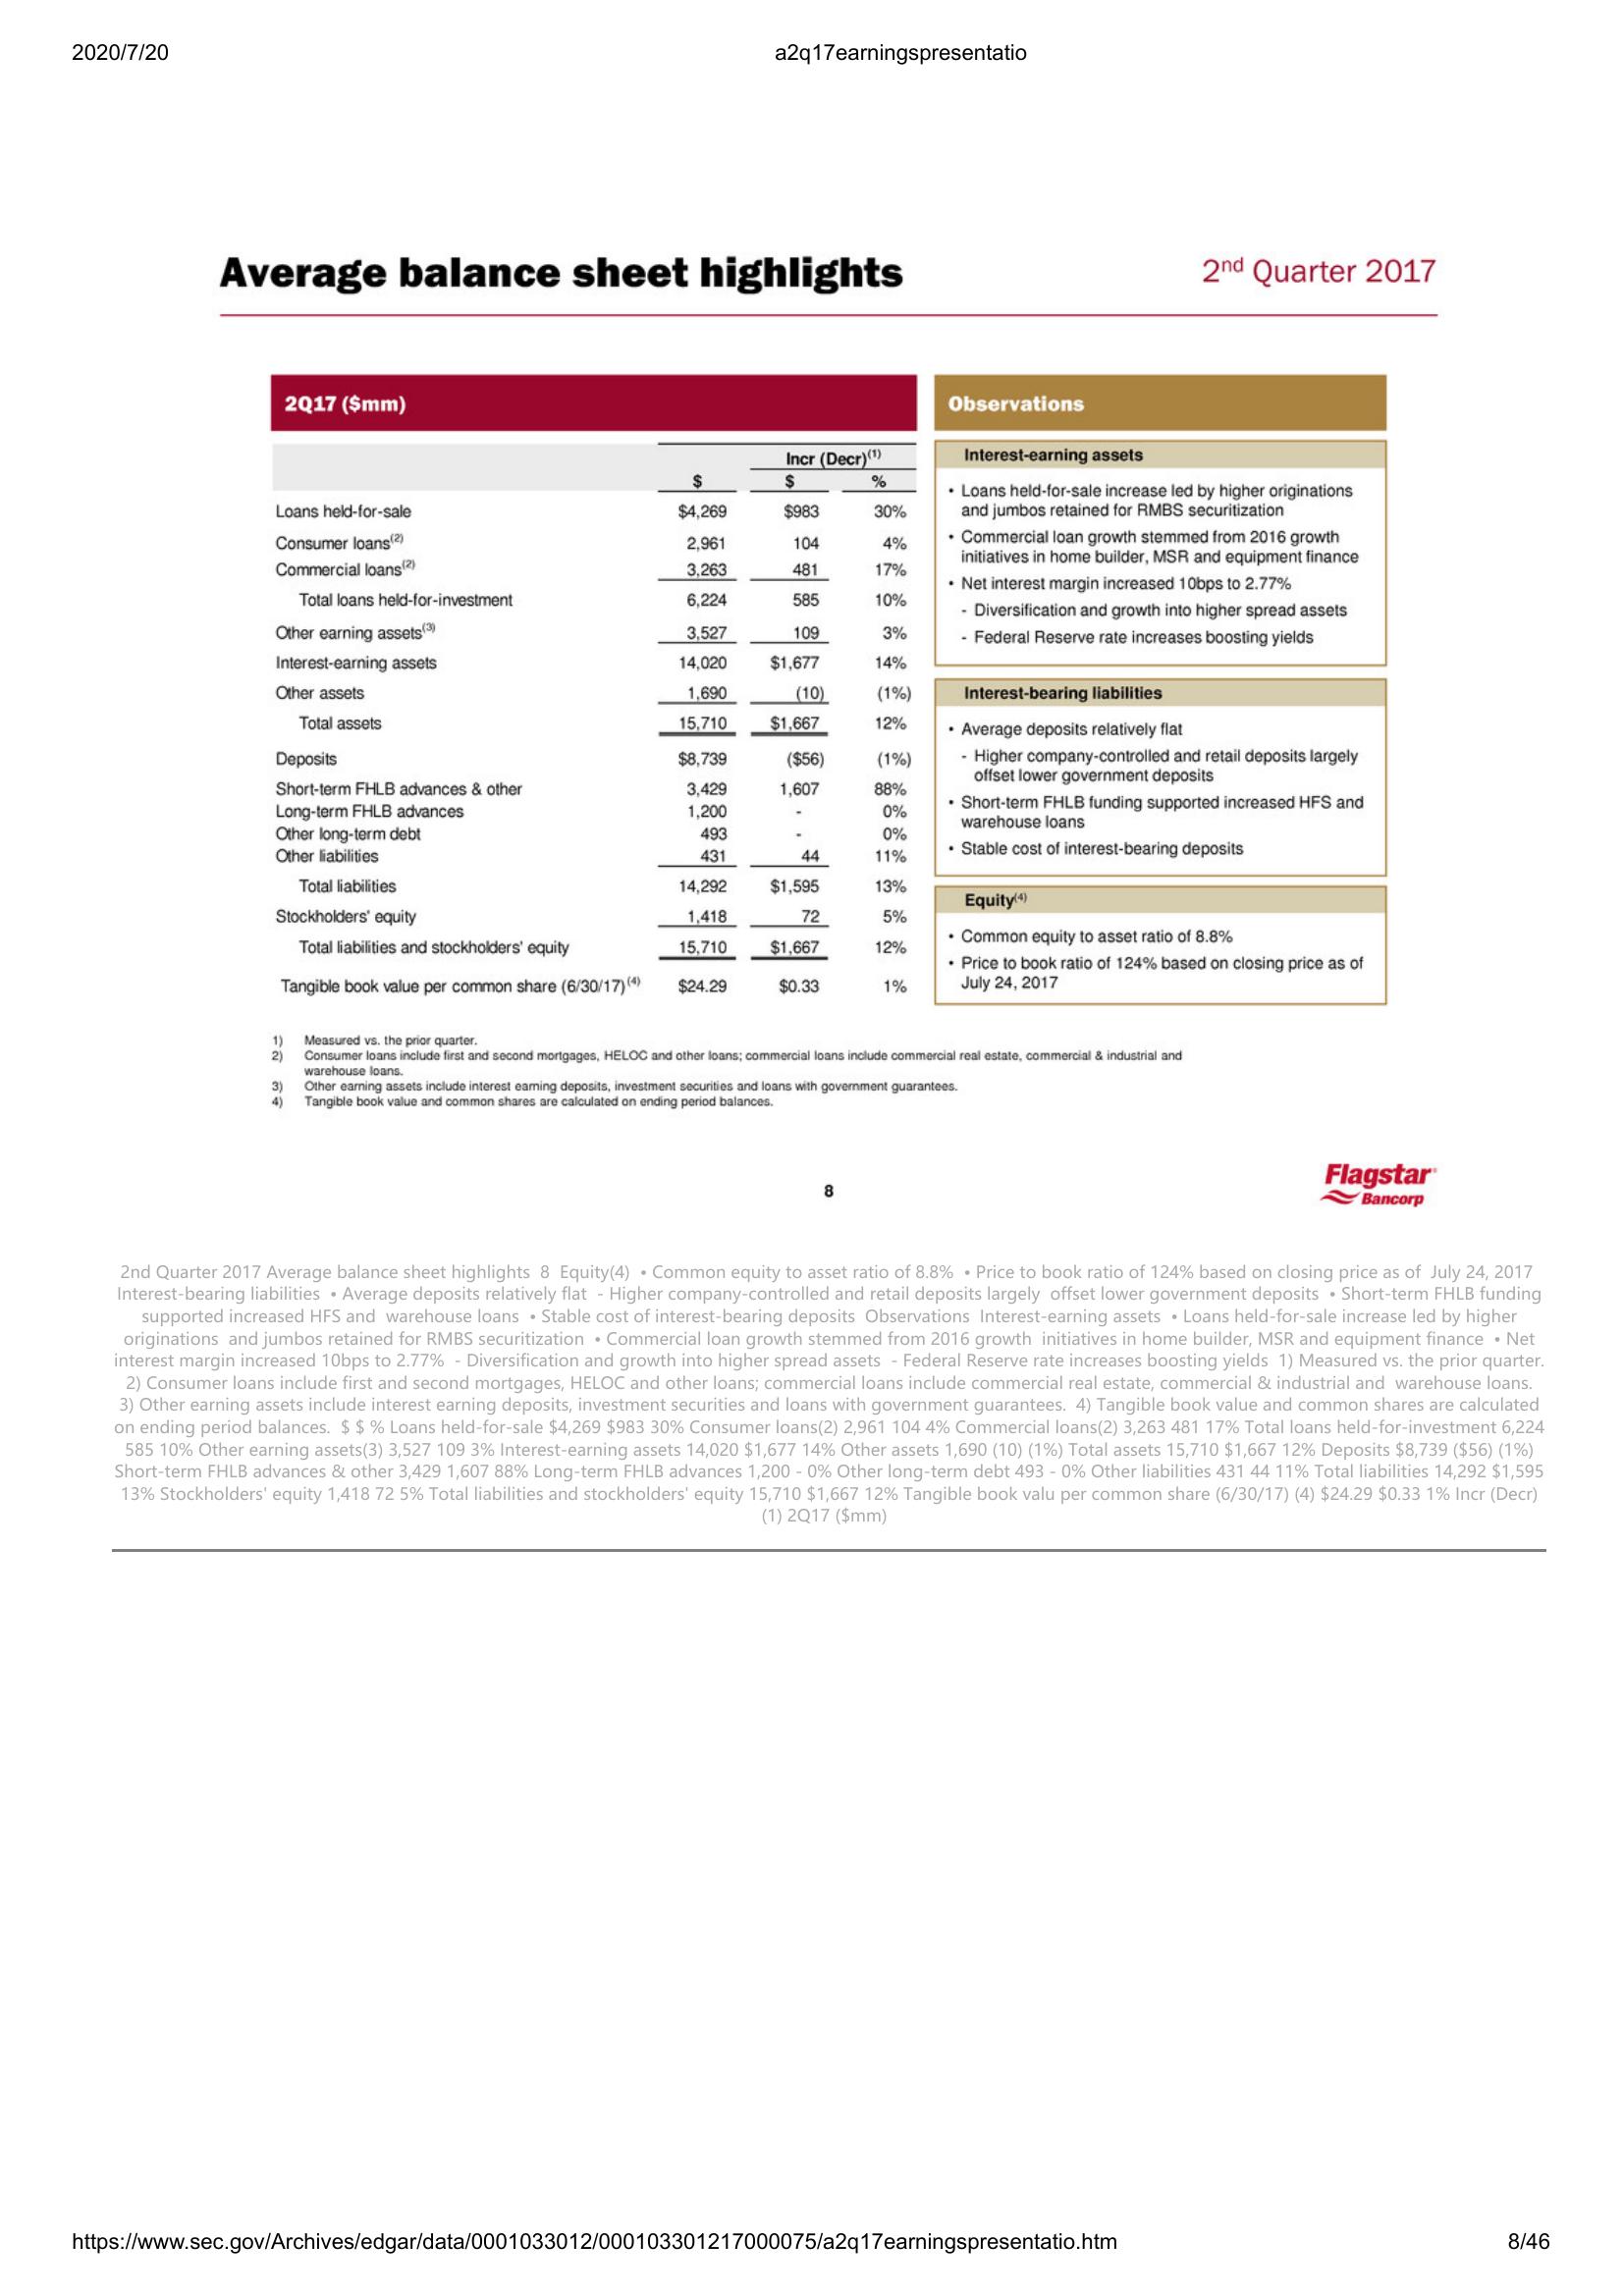 2020/7/20 a2q17earningspresentatio
Average balance sheet highlights 2nd Quarter 2017
2Q17 ($mm)
Incr (Decr)(1)
$ $ %
Loans held-for-sale $4,269 $983 30%
Consumer loans(2) 2,961 104 4%
Commercial loans(2) 3,263 481 17%
Total loans held-for-investment 6,224 585 10%
Other earning assets(3) 3,527 109 3%
Interest-earning assets 14,020 $1,677 14%
Other assets 1,690 (10) (1%)
Total assets 15,710 $1,667 12%
Deposits $8,739 ($56) (1%)
Short-term FHLB advances & other 3,429 1,607 88%
Long-term FHLB advances 1,200 - 0%
Other long-term debt 493 - 0%
Other liabilities 431 44 11%
Total liabilities 14,292 $1,595 13%
Stockholders' equity 1,418 72 5%
Total liabilities and stockholders' equity 15,710 $1,667 12%
Tangible book value per common share (6/30/17)(4) $24.29 $0.33 1%
Observations
Interest-earning assets
• Loans held-for-sale increase led by higher originations
and jumbos retained for RMBS securitization
• Commercial loan growth stemmed from 2016 growth
initiatives in home builder, MSR and equipment finance
• Net interest margin increased 10bps to 2.77%
- Diversification and growth into higher spread assets
- Federal Reserve rate increases boosting yields
Interest-bearing liabilities
• Average deposits relatively flat
- Higher company-controlled and retail deposits largely
offset lower government deposits
• Short-term FHLB funding supported increased HFS and
warehouse loans
• Stable cost of interest-bearing deposits
Equity(4)
• Common equity to asset ratio of 8.8%
• Price to book ratio of 124% based on closing price as of
July 24, 2017
1) Measured vs. the prior quarter.
2) Consumer loans include first and second mortgages, HELOC and other loans; commercial loans include commercial real estate, commercial & industrial and
warehouse loans.
3) Other earning assets include interest earning deposits, investment securities and loans with government guarantees.
4) Tangible book value and common shares are calculated on ending period balances.
8
Flagstar
Bancorp
2nd Quarter 2017 Average balance sheet highlights 8 Equity(4) • Common equity to asset ratio of 8.8% • Price to book ratio of 124% based on closing price as of July 24, 2017
Interest-bearing liabilities • Average deposits relatively flat - Higher company-controlled and retail deposits largely offset lower government deposits • Short-term FHLB funding
supported increased HFS and warehouse loans • Stable cost of interest-bearing deposits Observations Interest-earning assets • Loans held-for-sale increase led by higher
originations and jumbos retained for RMBS securitization • Commercial loan growth stemmed from 2016 growth initiatives in home builder, MSR and equipment finance • Net
interest margin increased 10bps to 2.77% - Diversification and growth into higher spread assets - Federal Reserve rate increases boosting yields 1) Measured vs. the prior quarter.
2) Consumer loans include first and second mortgages, HELOC and other loans; commercial loans include commercial real estate, commercial & industrial and warehouse loans.
3) Other earning assets include interest earning deposits, investment securities and loans with government guarantees. 4) Tangible book value and common shares are calculated
on ending period balances. $ $ % Loans held-for-sale $4,269 $983 30% Consumer loans(2) 2,961 104 4% Commercial loans(2) 3,263 481 17% Total loans held-for-investment 6,224
585 10% Other earning assets(3) 3,527 109 3% Interest-earning assets 14,020 $1,677 14% Other assets 1,690 (10) (1%) Total assets 15,710 $1,667 12% Deposits $8,739 ($56) (1%)
Short-term FHLB advances & other 3,429 1,607 88% Long-term FHLB advances 1,200 - 0% Other long-term debt 493 - 0% Other liabilities 431 44 11% Total liabilities 14,292 $1,595
13% Stockholders' equity 1,418 72 5% Total liabilities and stockholders' equity 15,710 $1,667 12% Tangible book valu per common share (6/30/17) (4) $24.29 $0.33 1% Incr (Decr)
(1) 2Q17 ($mm)
https://www.sec.gov/Archives/edgar/data/0001033012/000103301217000075/a2q17earningspresentatio.htm 8/46